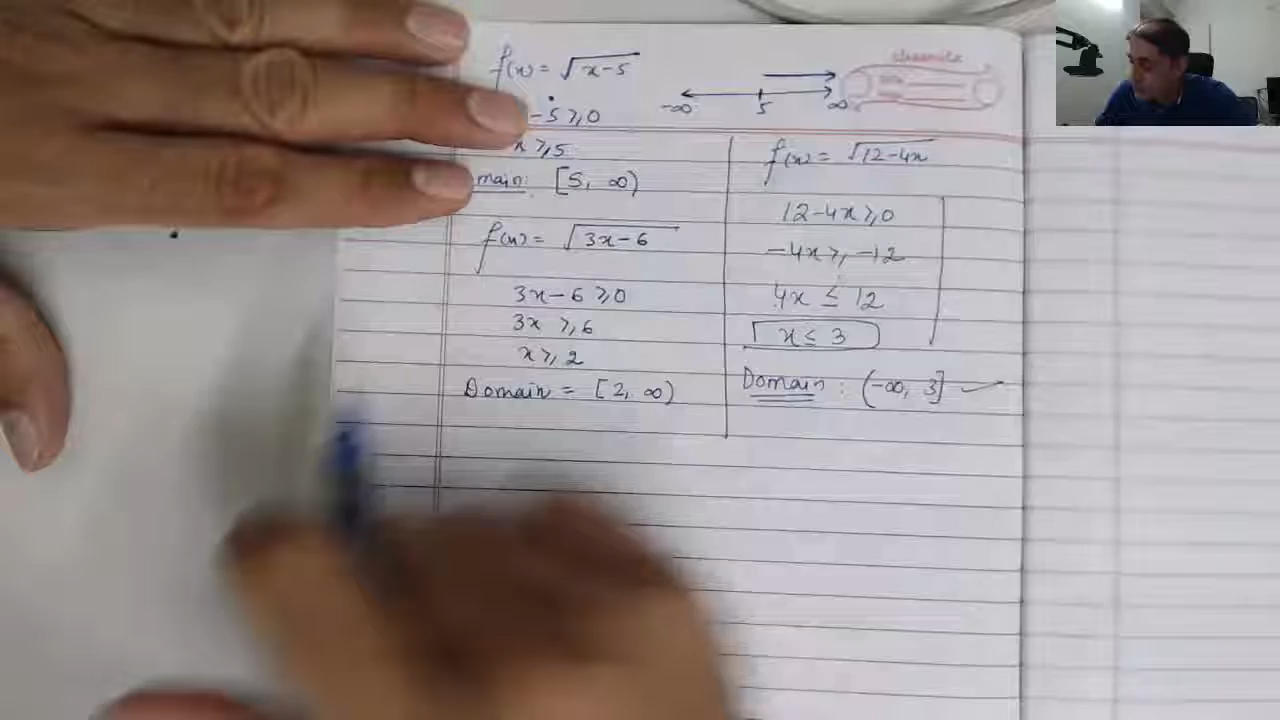 f(x) = √x-5
- 5 ≥ 0
x ≥ 5
main: [5, ∞)
-∞ 5 ∞
classmate
f(x) = √3x-6
3x-6 ≥ 0
3x ≥ 6
x ≥ 2
Domain = [2, ∞)
f(x) = √12-4x
12-4x ≥ 0
-4x ≥ -12
4x ≤ 12
x ≤ 3
Domain : (-∞, 3]